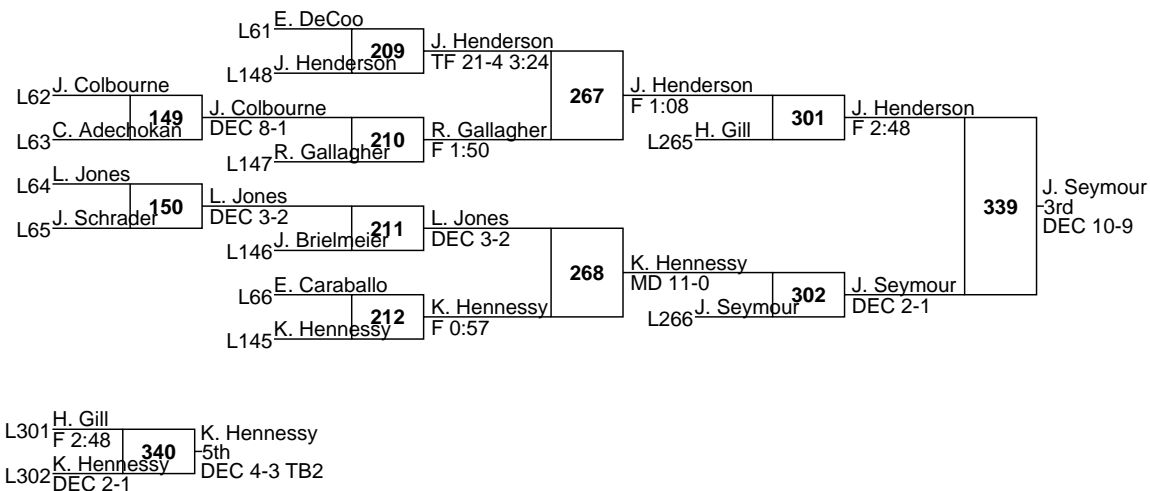 L61 E. DeCoo
209
L148 J. Henderson
J. Henderson
TF 21-4 3:24
L62 J. Colbourne
149
L63 C. Adechokan
J. Colbourne
DEC 8-1
210
L147 R. Gallagher
R. Gallagher
F 1:50
267
J. Henderson
F 1:08
L265 H. Gill
301
J. Henderson
F 2:48
L64 L. Jones
150
L65 J. Schrader
L. Jones
DEC 3-2
211
L146 J. Brielmeier
L. Jones
DEC 3-2
L66 E. Caraballo
212
L145 K. Hennessy
K. Hennessy
F 0:57
268
K. Hennessy
MD 11-0
L266 J. Seymour
302
J. Seymour
DEC 2-1
339
J. Seymour
3rd
DEC 10-9
L301 H. Gill
F 2:48
340
L302 K. Hennessy
DEC 2-1
K. Hennessy
5th
DEC 4-3 TB2